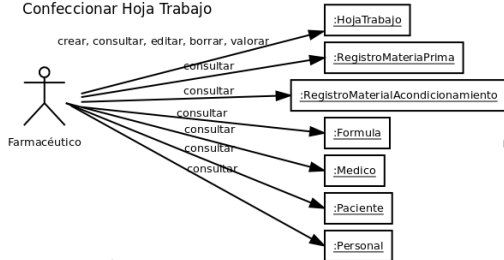 Confeccionar Hoja Trabajo
:HojaTrabajo
crear, consultar, editar, borrar, valorar
:RegistroMateriaPrima
consultar
:RegistroMaterialAcondicionamiento
consultar
consultar
:Formula
consultar
Farmacéutico
consultar
:Medico
consultar
:Paciente
:Personal